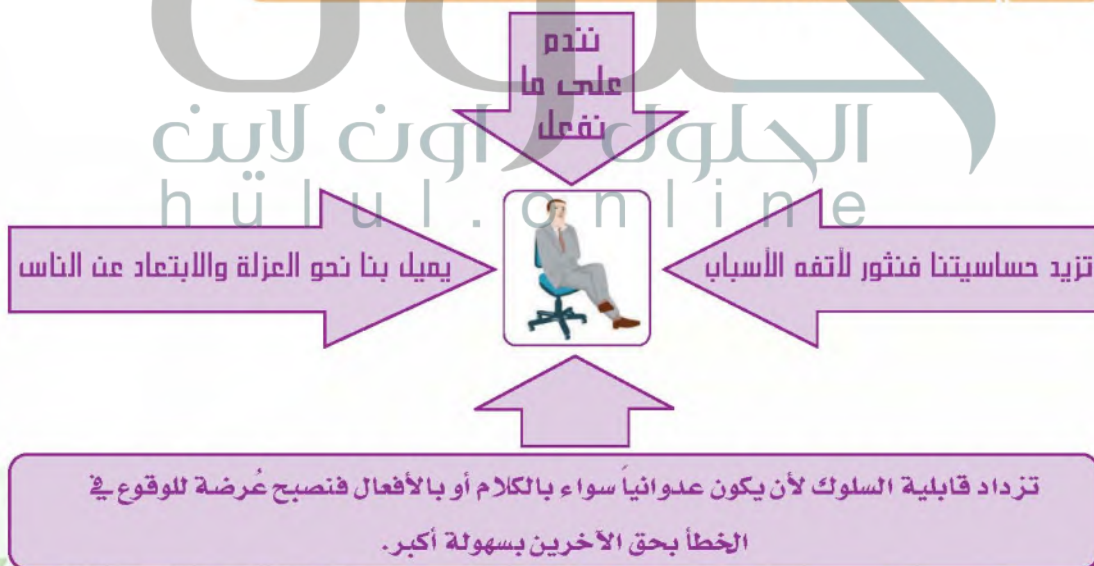 نندم
على ما
نفعل
الحلول اون لاين
hulul.online
تزيد حساسيتنا فنثور لأتفه الأسباب
يميل بنا نحو العزلة والابتعاد عن الناس
تزداد قابلية السلوك لأن يكون عدوانياً سواء بالكلام أو بالأفعال فنصبح عُرضة للوقوع في
الخطأ بحق الآخرين بسهولة أكبر.